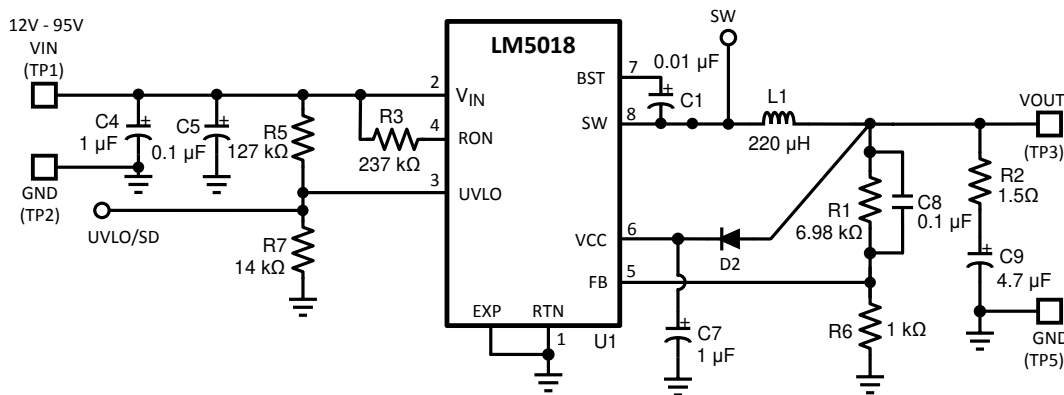 12V - 95V
VIN
(TP1)
GND
(TP2)
UVLO/SD
C4
+
1 µF
C5
+
0.1 µF
R5
127 kΩ
R7
14 kΩ
R3
237 kΩ
LM5018
2
VIN
4
RON
3
UVLO
EXP
RTN
1
U1
BST
7
SW
8
VCC
6
FB
5
0.01 µF
+
C1
SW
L1
220 µH
D2
+
C7
1 µF
R1
6.98 kΩ
C8
0.1 µF
R6
1 kΩ
R2
1.5Ω
+
C9
4.7 µF
VOUT
(TP3)
GND
(TP5)